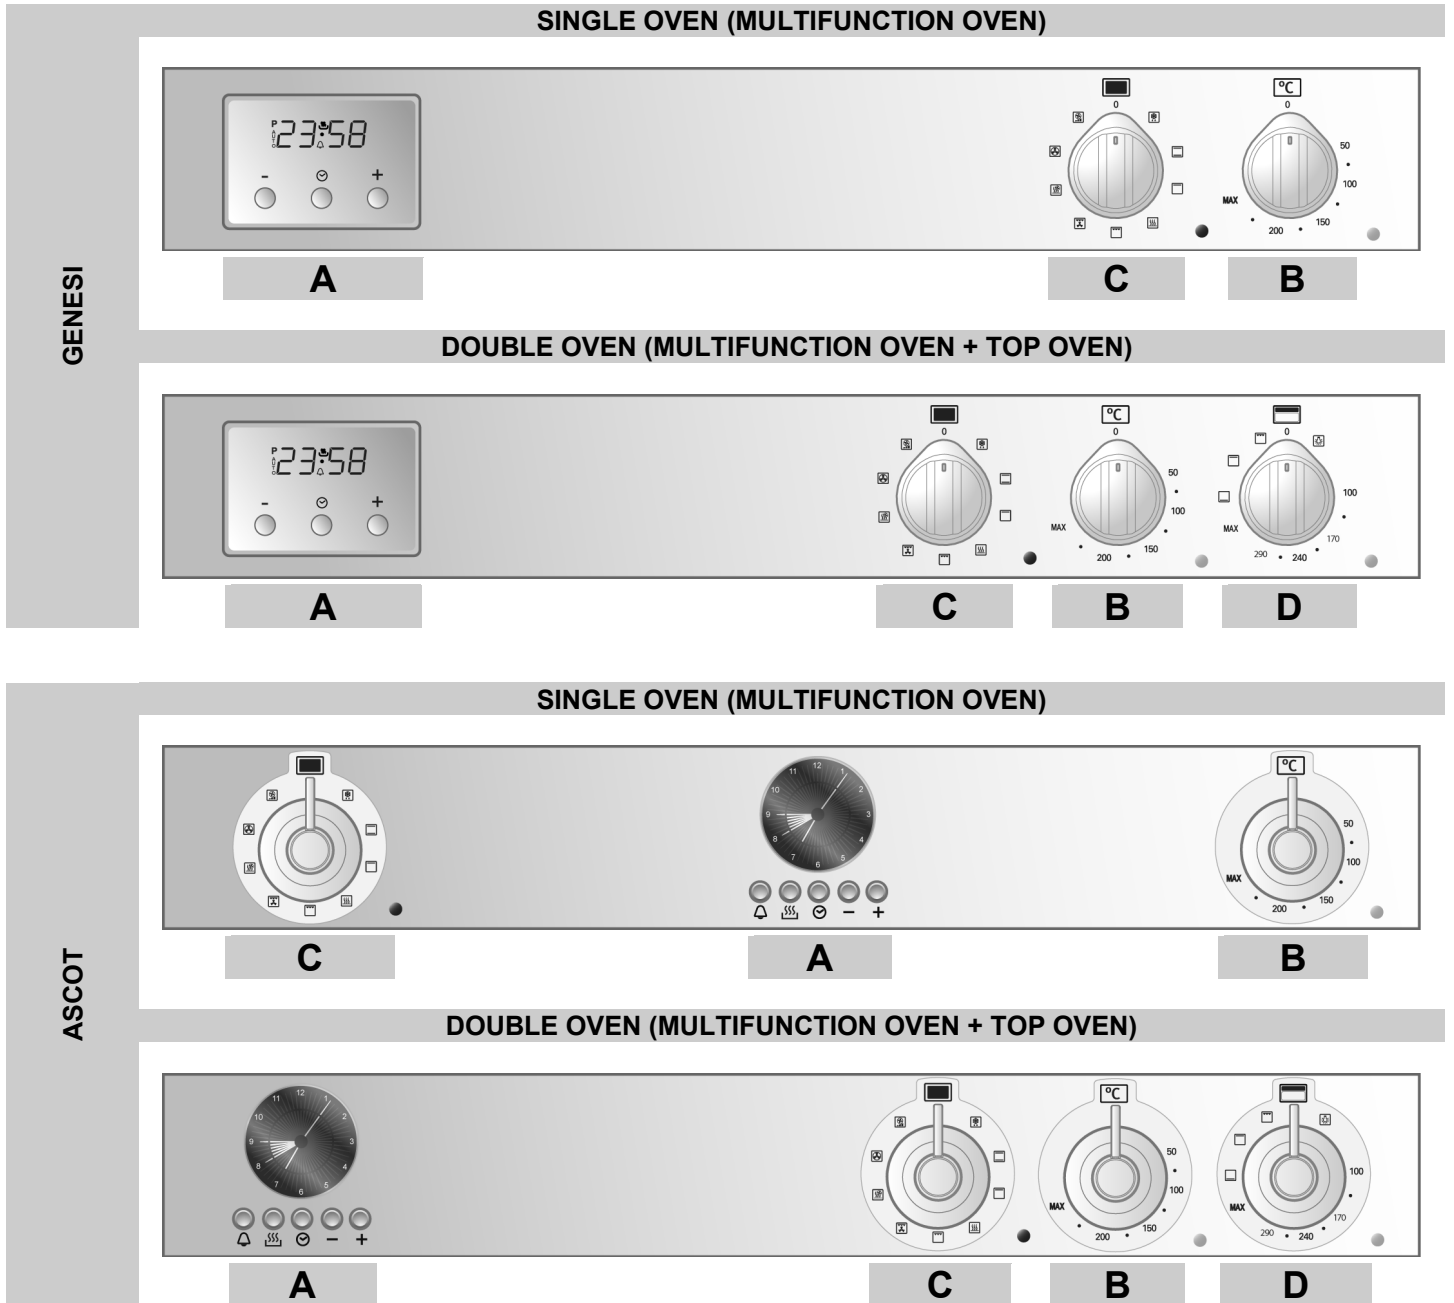 GENESI
SINGLE OVEN (MULTIFUNCTION OVEN)
P
AUTO
23:58
- +
A
0
C
°C
0
50
100
150
200
MAX
B
DOUBLE OVEN (MULTIFUNCTION OVEN + TOP OVEN)
P
AUTO
23:58
- +
A
0
C
°C
0
50
100
150
200
MAX
B
0
100
170
240
290
MAX
D
ASCOT
SINGLE OVEN (MULTIFUNCTION OVEN)
C
12
1
2
3
4
5
6
7
8
9
10
11
- +
A
°C
50
100
150
200
MAX
B
DOUBLE OVEN (MULTIFUNCTION OVEN + TOP OVEN)
12
1
2
3
4
5
6
7
8
9
10
11
- +
A
C
°C
50
100
150
200
MAX
B
100
170
240
290
MAX
D